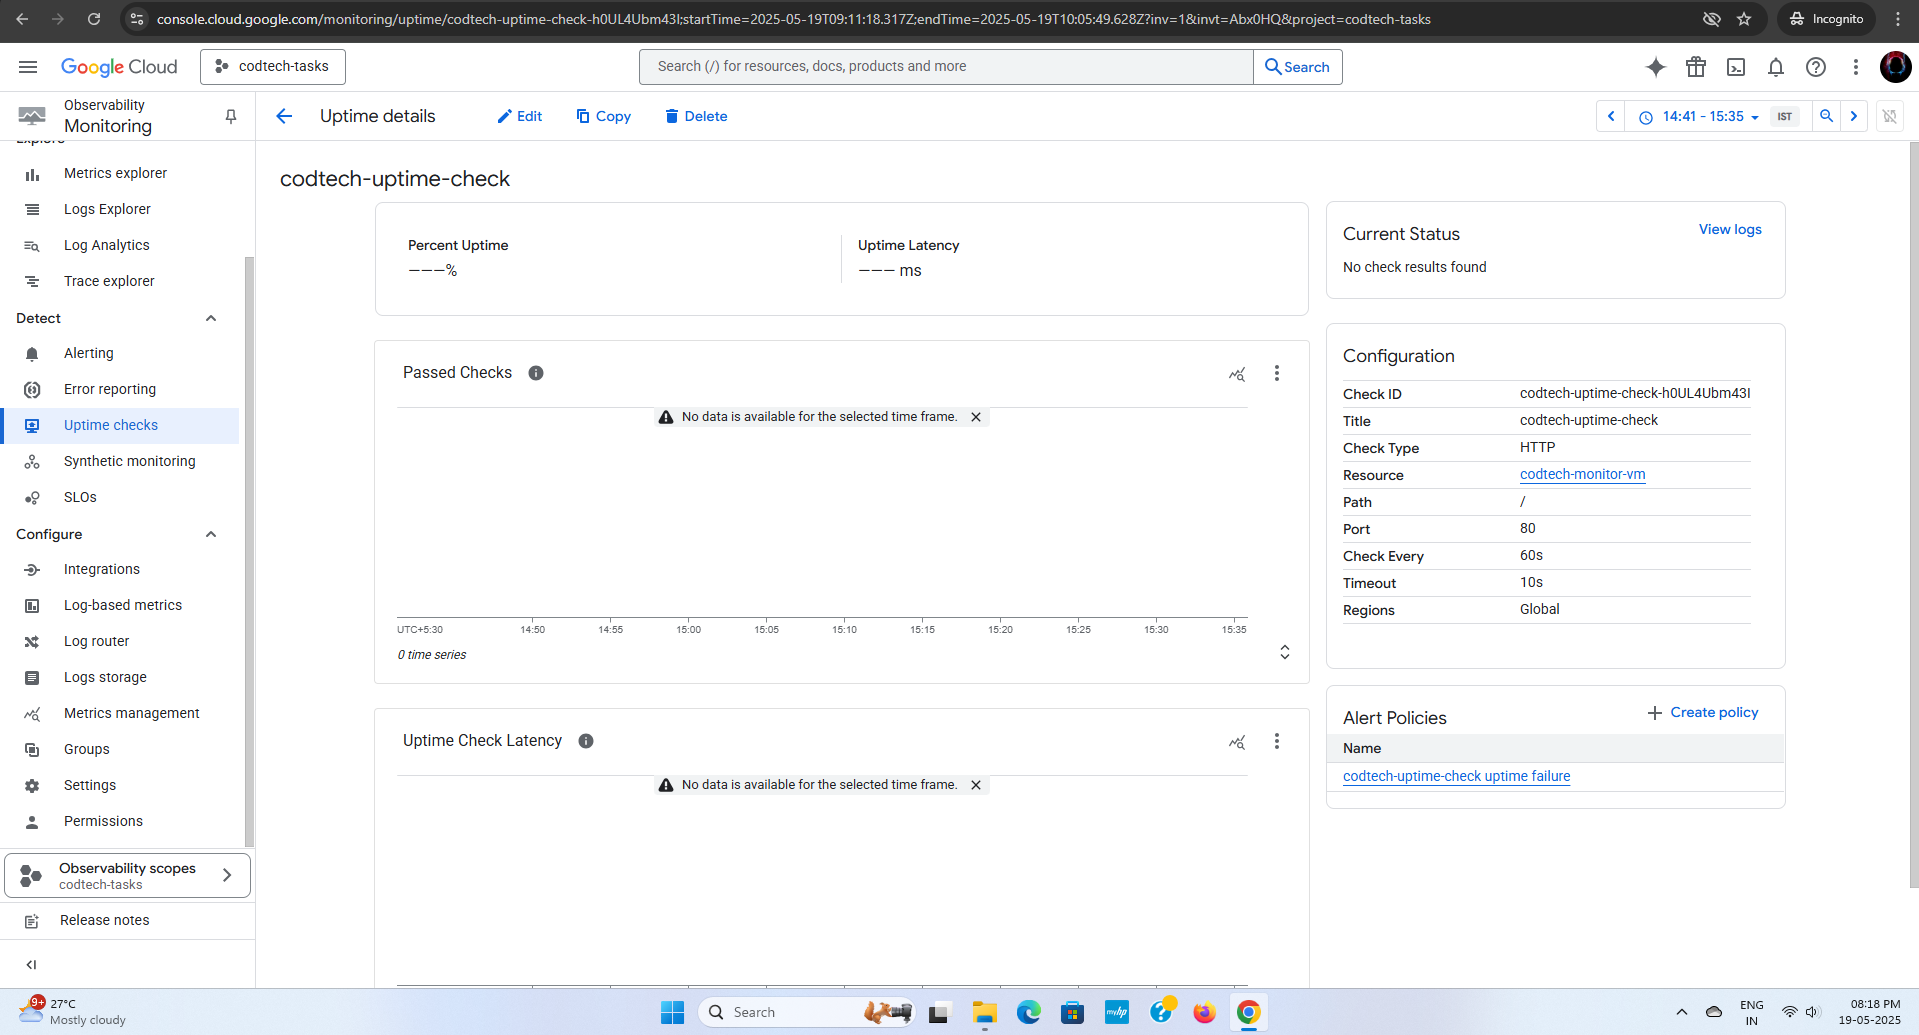 console.cloud.google.com/monitoring/uptime/codtech-uptime-check-h0UL4Ubm43I;startTime=2025-05-19T09:11:18.317Z;endTime=2025-05-19T10:05:49.628Z?inv=1&invt=Abx0HQ&project=codtech-tasks
Incognito
Google Cloud
codtech-tasks
Search (/) for resources, docs, products and more
Search
Observability
Monitoring
Uptime details
Edit
Copy
Delete
14:41 - 15:35
IST
Explore
Metrics explorer
Logs Explorer
Log Analytics
Trace explorer
Detect
Alerting
Error reporting
Uptime checks
Synthetic monitoring
SLOs
Configure
Integrations
Log-based metrics
Log router
Logs storage
Metrics management
Groups
Settings
Permissions
Observability scopes
codtech-tasks
Release notes
codtech-uptime-check
Percent Uptime
———%
Uptime Latency
——— ms
Passed Checks
No data is available for the selected time frame.
UTC+5:30 14:50 14:55 15:00 15:05 15:10 15:15 15:20 15:25 15:30 15:35
0 time series
Uptime Check Latency
No data is available for the selected time frame.
Current Status
View logs
No check results found
Configuration
Check ID codtech-uptime-check-h0UL4Ubm43I
Title codtech-uptime-check
Check Type HTTP
Resource codtech-monitor-vm
Path /
Port 80
Check Every 60s
Timeout 10s
Regions Global
Alert Policies
Create policy
Name
codtech-uptime-check uptime failure
9+
27°C
Mostly cloudy
Search
myhp
ENG
IN
08:18 PM
19-05-2025